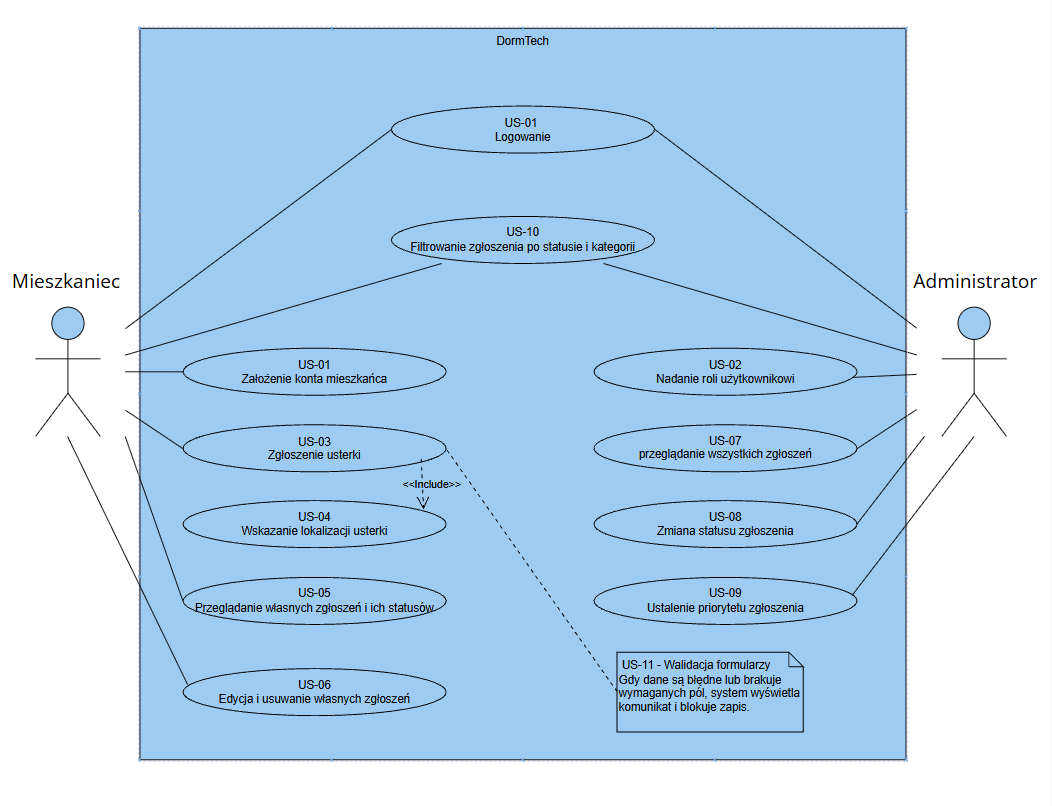 DormTech
US-01
Logowanie
US-10
Filtrowanie zgłoszenia po statusie i kategorii
Mieszkaniec
Administrator
US-01
Założenie konta mieszkańca
US-02
Nadanie roli użytkownikowi
US-03
Zgłoszenie usterki
US-07
przeglądanie wszystkich zgłoszeń
<<Include>>
US-04
Wskazanie lokalizacji usterki
US-08
Zmiana statusu zgłoszenia
US-05
Przeglądanie własnych zgłoszeń i ich statusów
US-09
Ustalenie priorytetu zgłoszenia
US-06
Edycja i usuwanie własnych zgłoszeń
US-11 - Walidacja formularzy
Gdy dane są błędne lub brakuje
wymaganych pól, system wyświetla
komunikat i blokuje zapis.